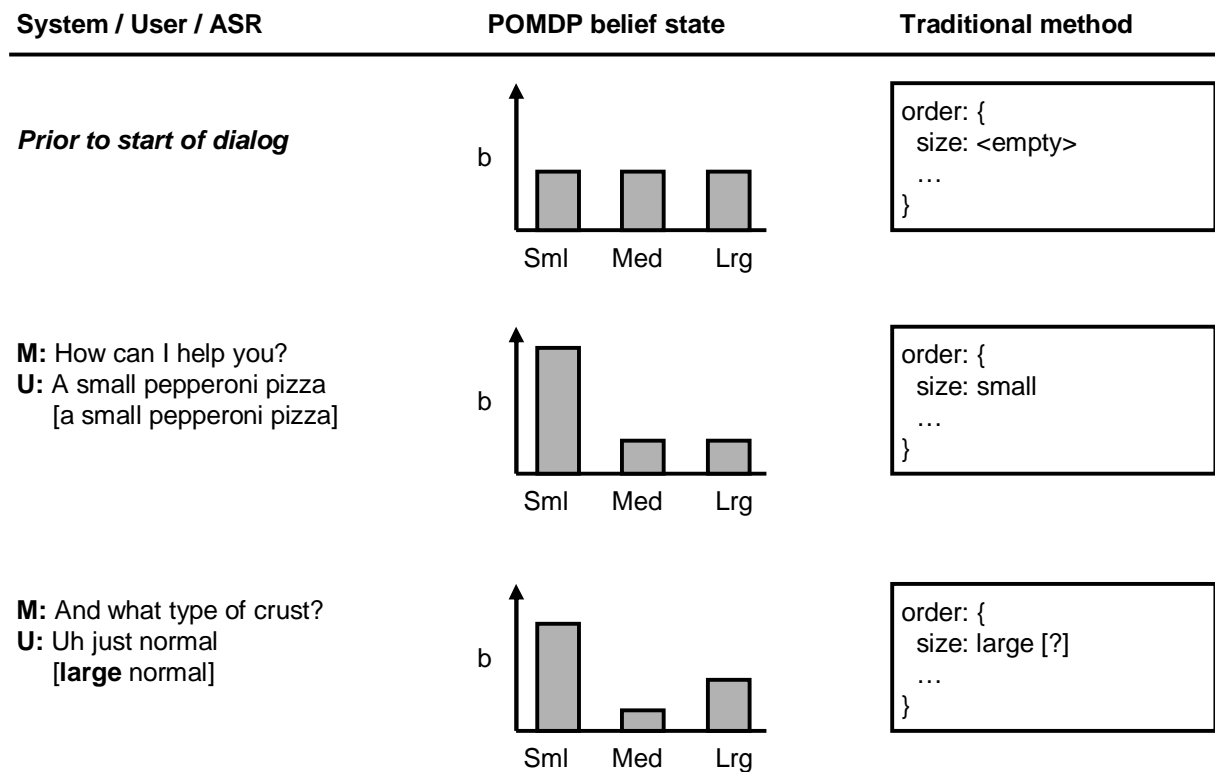 System / User / ASR
POMDP belief state
Traditional method
Prior to start of dialog
b
Sml Med Lrg
order: {
size: <empty>
…
}
M: How can I help you?
U: A small pepperoni pizza
[a small pepperoni pizza]
b
Sml Med Lrg
order: {
size: small
…
}
M: And what type of crust?
U: Uh just normal
[large normal]
b
Sml Med Lrg
order: {
size: large [?]
…
}